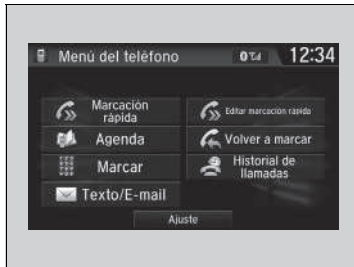 Menú del teléfono 12:34
Marcación
rápida
Editar marcación rápida
Agenda
Volver a marcar
Marcar
Historial de
llamadas
Texto/E-mail
Ajuste